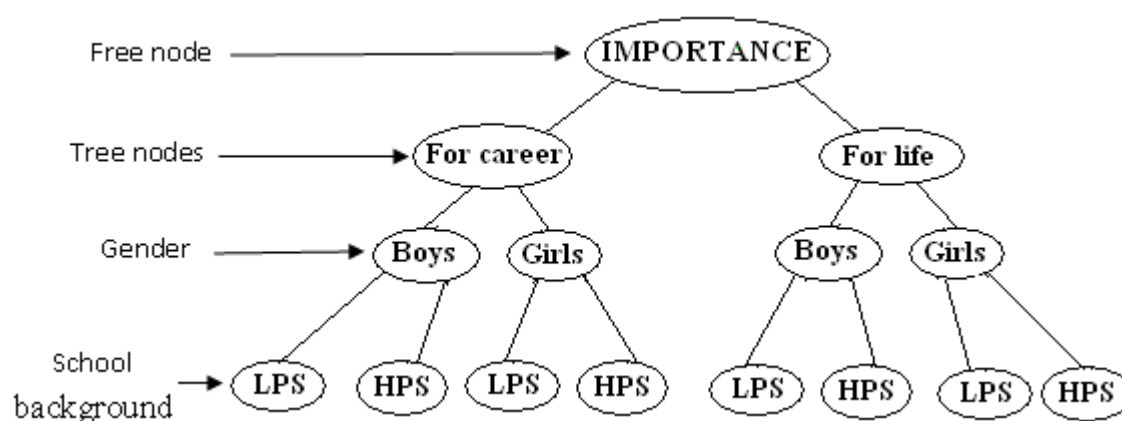 Free node
IMPORTANCE
Tree nodes
For career
For life
Gender
Boys
Girls
Boys
Girls
School
background
LPS
HPS
LPS
HPS
LPS
HPS
LPS
HPS